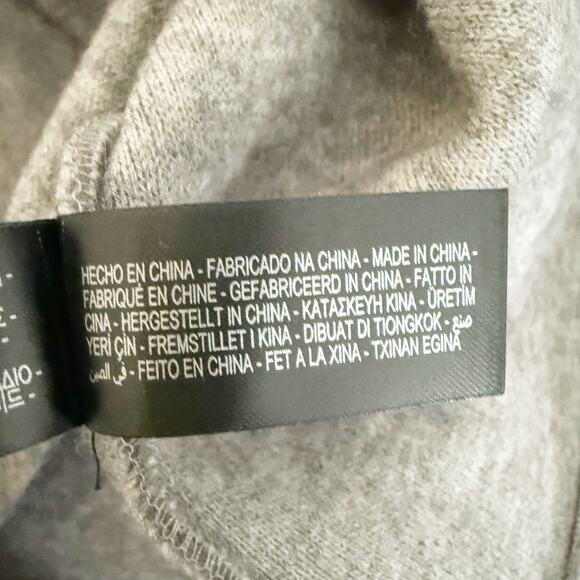 HECHO EN CHINA - FABRICADO NA CHINA - MADE IN CHINA -
FABRIQUÉ EN CHINE - GEFABRICEERD IN CHINA - FATTO IN
CINA - HERGESTELLT IN CHINA - ΚΑΤΑΣΚΕΥΗ ΚΙΝΑ - ÜRETİM
YERİ ÇİN - FREMSTILLET I KINA - DIBUAT DI TIONGKOK - صنع
في الصين - FEITO EN CHINA - FET A LA XINA - TXINAN EGINA